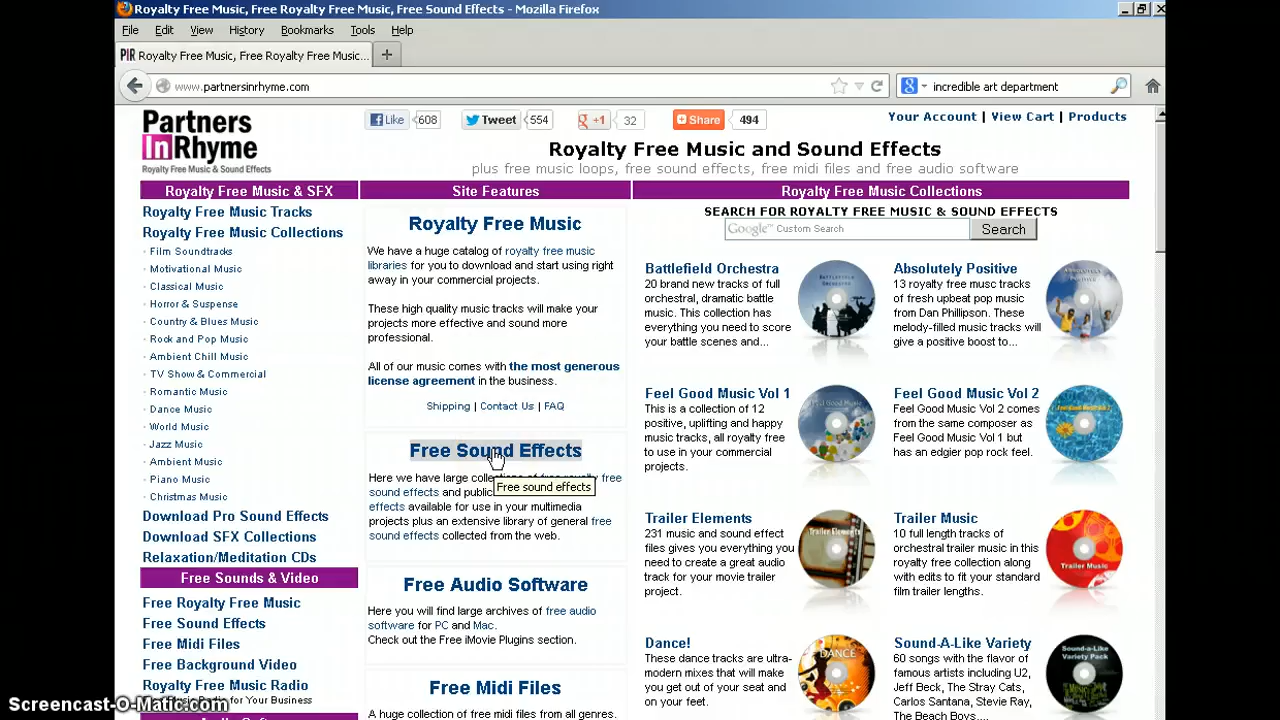 Royalty Free Music, Free Royalty Free Music, Free Sound Effects - Mozilla Firefox
File Edit View History Bookmarks Tools Help
PIR Royalty Free Music, Free Royalty Free Music... +
www.partnersinrhyme.com
incredible art department
Partners
InRhyme
Royalty Free Music & Sound Effects
Like 608
Tweet 554
+1 32
Share 494
Your Account | View Cart | Products
Royalty Free Music and Sound Effects
plus free music loops, free sound effects, free midi files and free audio software
Royalty Free Music & SFX
Royalty Free Music Tracks
Royalty Free Music Collections
· Film Soundtracks
· Motivational Music
· Classical Music
· Horror & Suspense
· Country & Blues Music
· Rock and Pop Music
· Ambient Chill Music
· TV Show & Commercial
· Romantic Music
· Dance Music
· World Music
· Jazz Music
· Ambient Music
· Piano Music
· Christmas Music
Download Pro Sound Effects
Download SFX Collections
Relaxation/Meditation CDs
Free Sounds & Video
Free Royalty Free Music
Free Sound Effects
Free Midi Files
Free Background Video
Royalty Free Music Radio
Radio for Your Business
Site Features
Royalty Free Music
We have a huge catalog of royalty free music
libraries for you to download and start using right
away in your commercial projects.
These high quality music tracks will make your
projects more effective and sound more
professional.
All of our music comes with the most generous
license agreement in the business.
Shipping | Contact Us | FAQ
Free Sound Effects
Here we have large collections of free royalty free
sound effects and public
Free sound effects
effects available for use in your multimedia
projects plus an extensive library of general free
sound effects collected from the web.
Free Audio Software
Here you will find large archives of free audio
software for PC and Mac.
Check out the Free iMovie Plugins section.
Free Midi Files
A huge collection of free midi files from all genres.
Royalty Free Music Collections
SEARCH FOR ROYALTY FREE MUSIC & SOUND EFFECTS
Google™ Custom Search
Search
Battlefield Orchestra
20 brand new tracks of full
orchestral, dramatic battle
music. This collection has
everything you need to score
your battle scenes and...
Absolutely Positive
13 royalty free musc tracks
of fresh upbeat pop music
from Dan Phillipson. These
melody-filled music tracks will
give a positive boost to...
Feel Good Music Vol 1
This is a collection of 12
positive, uplifting and happy
music tracks, all royalty free
to use in your commercial
projects.
Feel Good Music Vol 2
Feel Good Music Vol 2 comes
from the same composer as
Feel Good Music Vol 1 but
has an edgier pop rock feel.
Trailer Elements
231 music and sound effect
files gives you everything you
need to create a great audio
track for your movie trailer
project.
Trailer Elements
Trailer Music
10 full length tracks of
orchestral trailer music in this
royalty free collection along
with edits to fit your standard
film trailer lengths.
Trailer Music
Dance!
These dance tracks are ultra-
modern mixes that will make
you get out of your seat and
on your feet.
DANCE
Sound-A-Like Variety
60 songs with the flavor of
famous artists including U2,
Jeff Beck, The Stray Cats,
Carlos Santana, Stevie Ray,
The Beach Boys....
Sound-a-Like
Variety Pack
Screencast-O-Matic.com